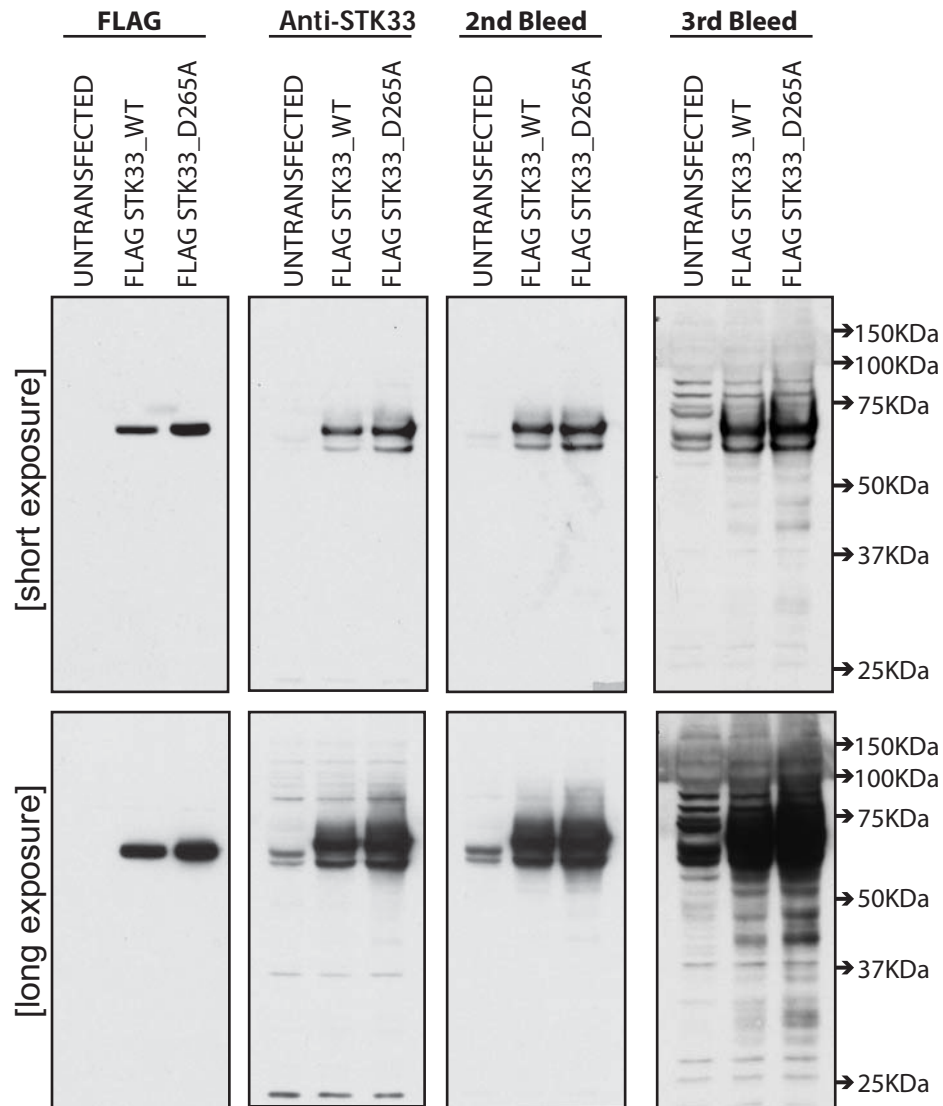 FLAG
Anti-STK33
2nd Bleed
3rd Bleed
UNTRANSFECTED
FLAG STK33_WT
FLAG STK33_D265A
UNTRANSFECTED
FLAG STK33_WT
FLAG STK33_D265A
UNTRANSFECTED
FLAG STK33_WT
FLAG STK33_D265A
UNTRANSFECTED
FLAG STK33_WT
FLAG STK33_D265A
[short exposure]
➔150KDa
➔100KDa
➔75KDa
➔50KDa
➔37KDa
➔25KDa
[long exposure]
➔150KDa
➔100KDa
➔75KDa
➔50KDa
➔37KDa
➔25KDa